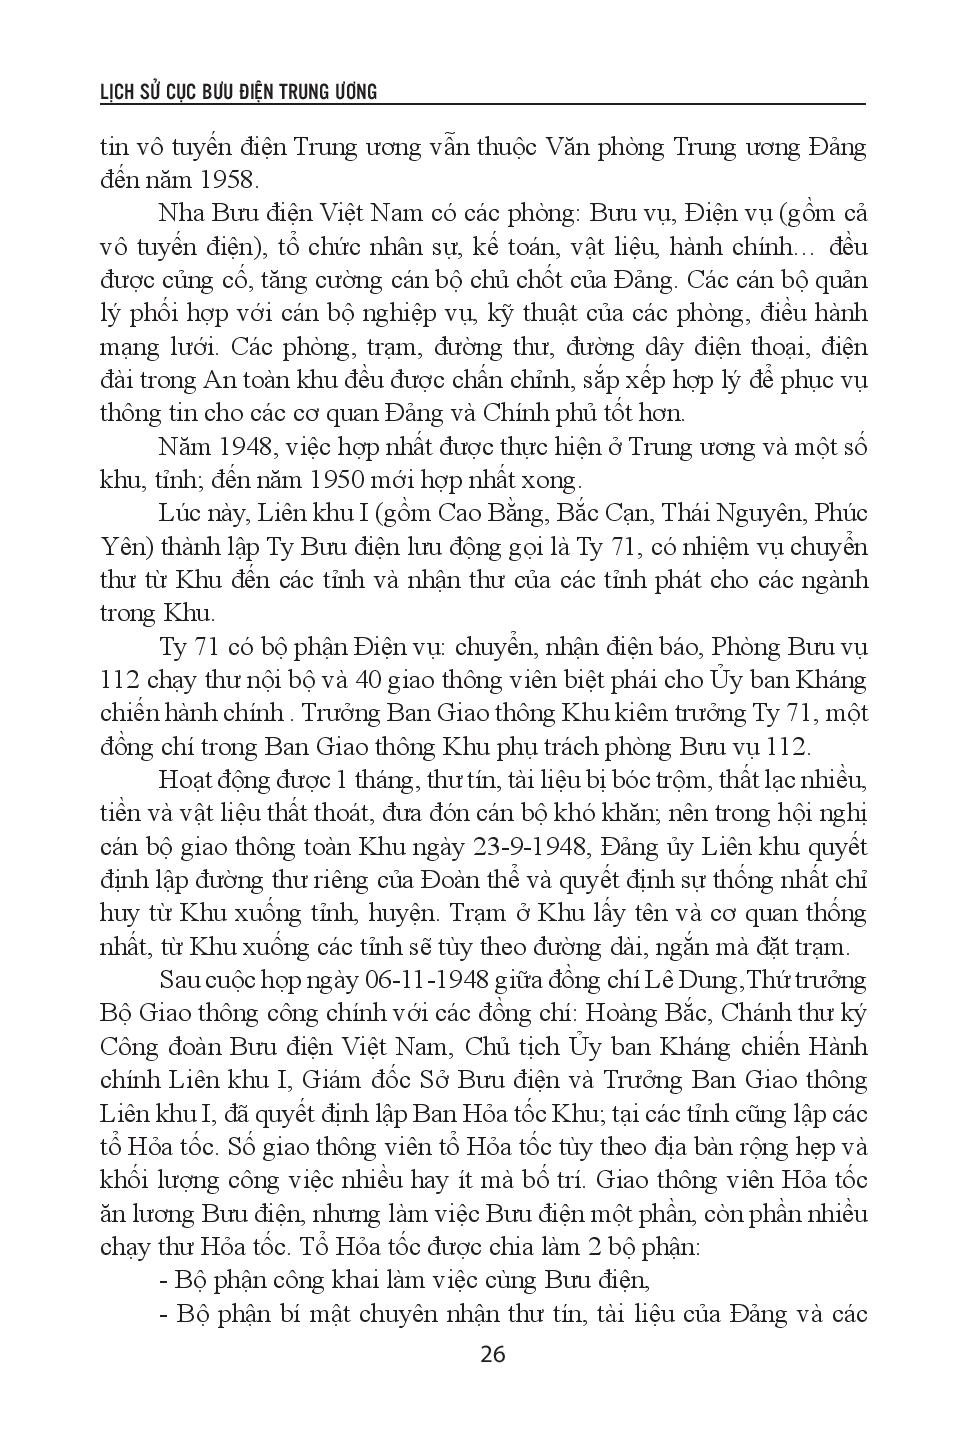 LỊCH SỬ CỤC BƯU ĐIỆN TRUNG ƯƠNG
tin vô tuyến điện Trung ương vẫn thuộc Văn phòng Trung ương Đảng
đến năm 1958.
Nha Bưu điện Việt Nam có các phòng: Bưu vụ, Điện vụ (gồm cả
vô tuyến điện), tổ chức nhân sự, kế toán, vật liệu, hành chính… đều
được củng cố, tăng cường cán bộ chủ chốt của Đảng. Các cán bộ quản
lý phối hợp với cán bộ nghiệp vụ, kỹ thuật của các phòng, điều hành
mạng lưới. Các phòng, trạm, đường thư, đường dây điện thoại, điện
đài trong An toàn khu đều được chấn chỉnh, sắp xếp hợp lý để phục vụ
thông tin cho các cơ quan Đảng và Chính phủ tốt hơn.
Năm 1948, việc hợp nhất được thực hiện ở Trung ương và một số
khu, tỉnh; đến năm 1950 mới hợp nhất xong.
Lúc này, Liên khu I (gồm Cao Bằng, Bắc Cạn, Thái Nguyên, Phúc
Yên) thành lập Ty Bưu điện lưu động gọi là Ty 71, có nhiệm vụ chuyển
thư từ Khu đến các tỉnh và nhận thư của các tỉnh phát cho các ngành
trong Khu.
Ty 71 có bộ phận Điện vụ: chuyển, nhận điện báo, Phòng Bưu vụ
112 chạy thư nội bộ và 40 giao thông viên biệt phái cho Ủy ban Kháng
chiến hành chính . Trưởng Ban Giao thông Khu kiêm trưởng Ty 71, một
đồng chí trong Ban Giao thông Khu phụ trách phòng Bưu vụ 112.
Hoạt động được 1 tháng, thư tín, tài liệu bị bóc trộm, thất lạc nhiều,
tiền và vật liệu thất thoát, đưa đón cán bộ khó khăn; nên trong hội nghị
cán bộ giao thông toàn Khu ngày 23-9-1948, Đảng ủy Liên khu quyết
định lập đường thư riêng của Đoàn thể và quyết định sự thống nhất chỉ
huy từ Khu xuống tỉnh, huyện. Trạm ở Khu lấy tên và cơ quan thống
nhất, từ Khu xuống các tỉnh sẽ tùy theo đường dài, ngắn mà đặt trạm.
Sau cuộc họp ngày 06-11-1948 giữa đồng chí Lê Dung,Thứ trưởng
Bộ Giao thông công chính với các đồng chí: Hoàng Bắc, Chánh thư ký
Công đoàn Bưu điện Việt Nam, Chủ tịch Ủy ban Kháng chiến Hành
chính Liên khu I, Giám đốc Sở Bưu điện và Trưởng Ban Giao thông
Liên khu I, đã quyết định lập Ban Hỏa tốc Khu; tại các tỉnh cũng lập các
tổ Hỏa tốc. Số giao thông viên tổ Hỏa tốc tùy theo địa bàn rộng hẹp và
khối lượng công việc nhiều hay ít mà bố trí. Giao thông viên Hỏa tốc
ăn lương Bưu điện, nhưng làm việc Bưu điện một phần, còn phần nhiều
chạy thư Hỏa tốc. Tổ Hỏa tốc được chia làm 2 bộ phận:
- Bộ phận công khai làm việc cùng Bưu điện,
- Bộ phận bí mật chuyên nhận thư tín, tài liệu của Đảng và các
26